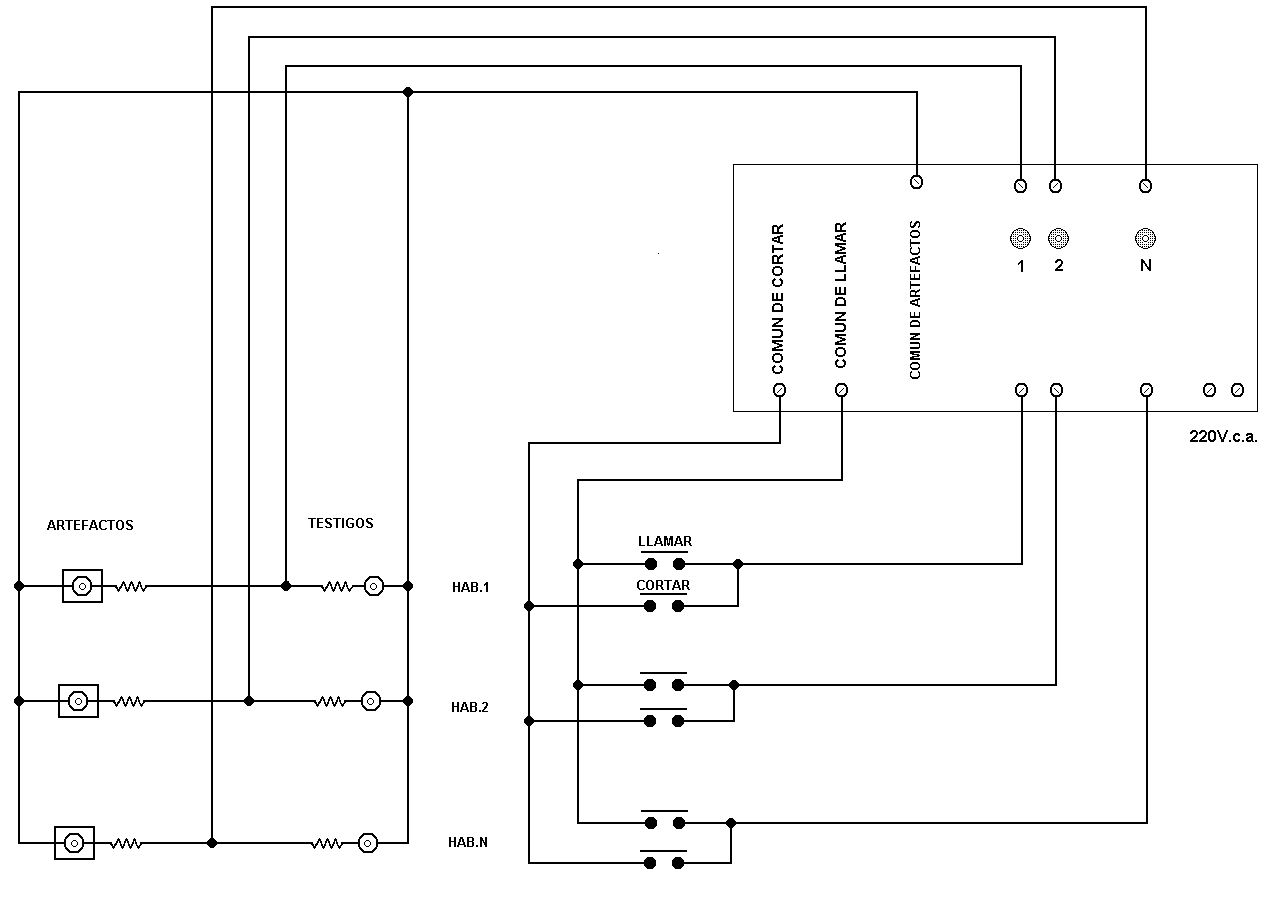 COMUN DE CORTAR
COMUN DE LLAMAR
COMUN DE ARTEFACTOS
1
2
N
220V.c.a.
ARTEFACTOS
TESTIGOS
LLAMAR
HAB.1
CORTAR
HAB.2
HAB.N